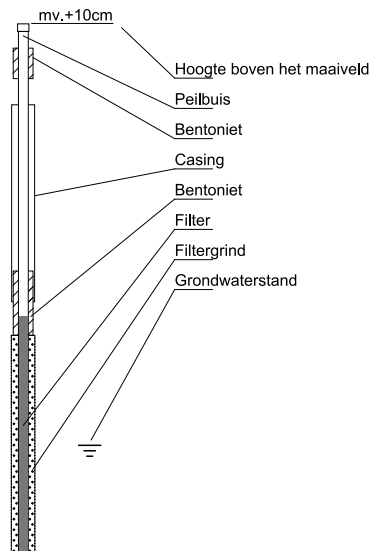 mv.+10cm
Hoogte boven het maaiveld
Peilbuis
Bentoniet
Casing
Bentoniet
Filter
Filtergrind
Grondwaterstand